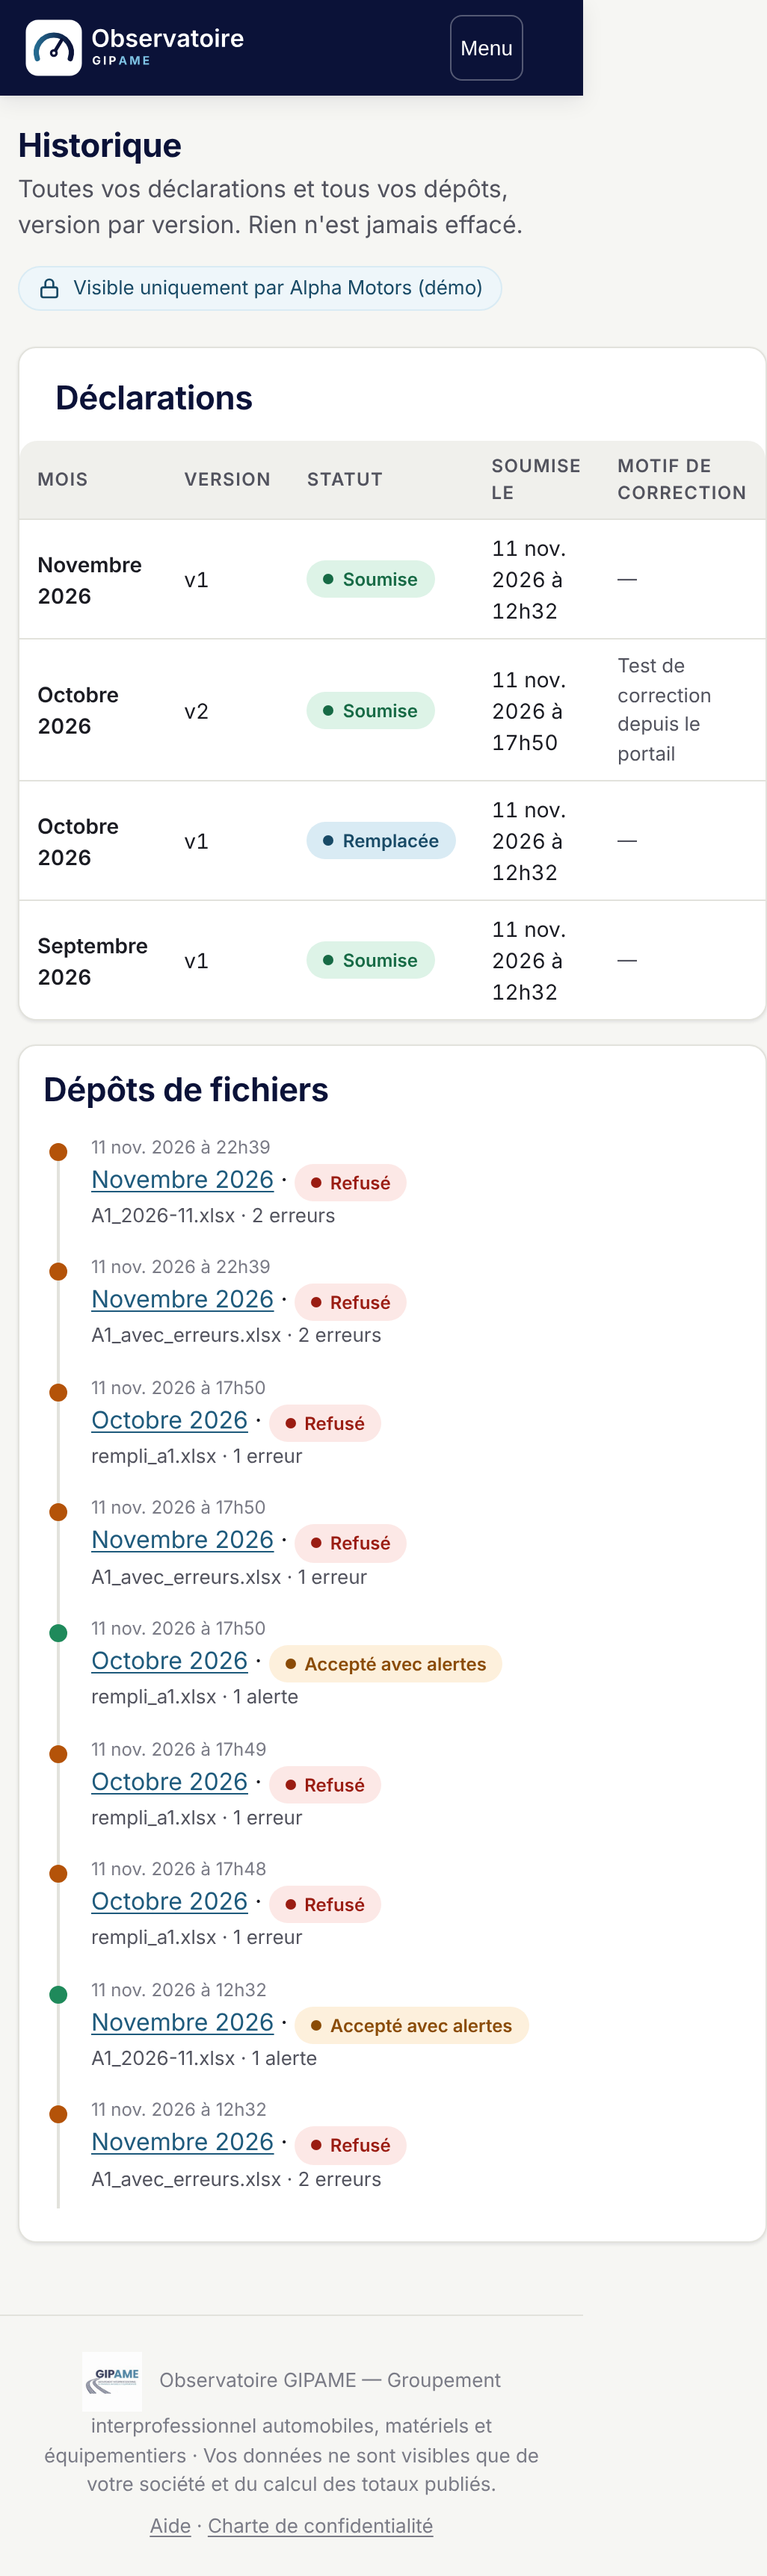 Observatoire
GIPAME
Menu
Historique
Toutes vos déclarations et tous vos dépôts,
version par version. Rien n'est jamais effacé.
Visible uniquement par Alpha Motors (démo)
Déclarations
MOIS VERSION STATUT SOUMISE LE MOTIF DE CORRECTION
Novembre 2026 v1 Soumise 11 nov. 2026 à 12h32 —
Octobre 2026 v2 Soumise 11 nov. 2026 à 17h50 Test de correction depuis le portail
Octobre 2026 v1 Remplacée 11 nov. 2026 à 12h32 —
Septembre 2026 v1 Soumise 11 nov. 2026 à 12h32 —
Dépôts de fichiers
11 nov. 2026 à 22h39
Novembre 2026 · Refusé
A1_2026-11.xlsx · 2 erreurs
11 nov. 2026 à 22h39
Novembre 2026 · Refusé
A1_avec_erreurs.xlsx · 2 erreurs
11 nov. 2026 à 17h50
Octobre 2026 · Refusé
rempli_a1.xlsx · 1 erreur
11 nov. 2026 à 17h50
Novembre 2026 · Refusé
A1_avec_erreurs.xlsx · 1 erreur
11 nov. 2026 à 17h50
Octobre 2026 · Accepté avec alertes
rempli_a1.xlsx · 1 alerte
11 nov. 2026 à 17h49
Octobre 2026 · Refusé
rempli_a1.xlsx · 1 erreur
11 nov. 2026 à 17h48
Octobre 2026 · Refusé
rempli_a1.xlsx · 1 erreur
11 nov. 2026 à 12h32
Novembre 2026 · Accepté avec alertes
A1_2026-11.xlsx · 1 alerte
11 nov. 2026 à 12h32
Novembre 2026 · Refusé
A1_avec_erreurs.xlsx · 2 erreurs
GIPAME
Observatoire GIPAME — Groupement
interprofessionnel automobiles, matériels et
équipementiers · Vos données ne sont visibles que de
votre société et du calcul des totaux publiés.
Aide · Charte de confidentialité